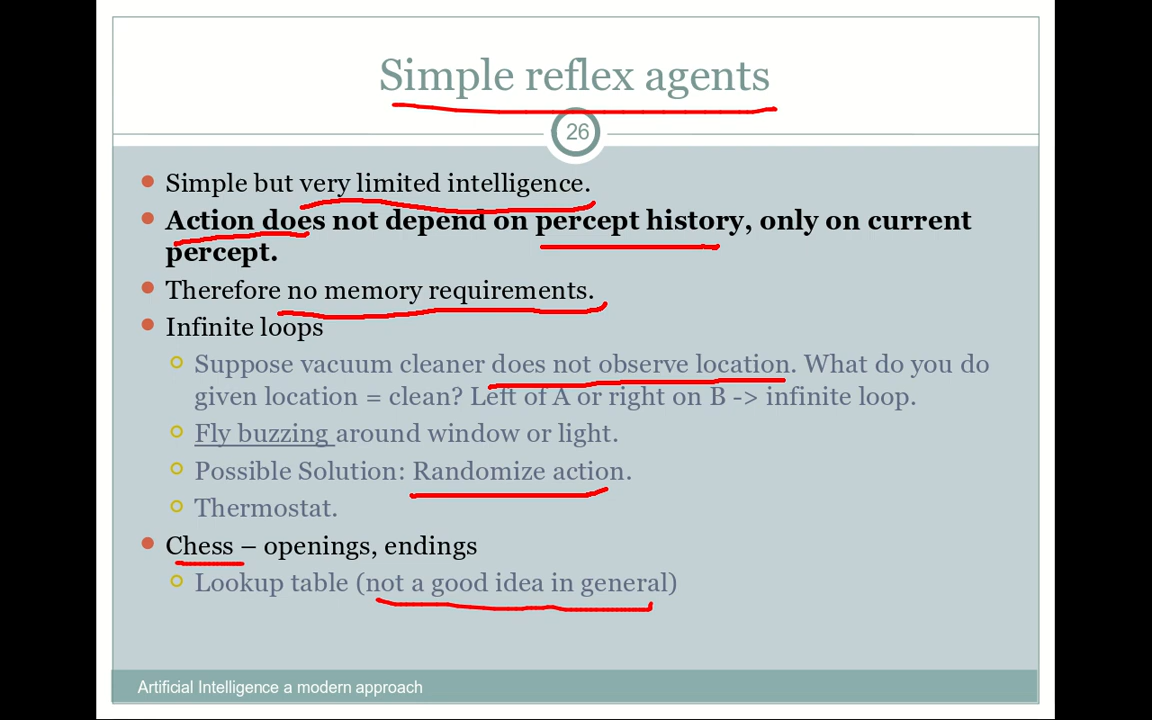 Simple reflex agents
26
Simple but very limited intelligence.
Action does not depend on percept history, only on current
percept.
Therefore no memory requirements.
Infinite loops
Suppose vacuum cleaner does not observe location. What do you do
given location = clean? Left of A or right on B -> infinite loop.
Fly buzzing around window or light.
Possible Solution: Randomize action.
Thermostat.
Chess – openings, endings
Lookup table (not a good idea in general)
Artificial Intelligence a modern approach